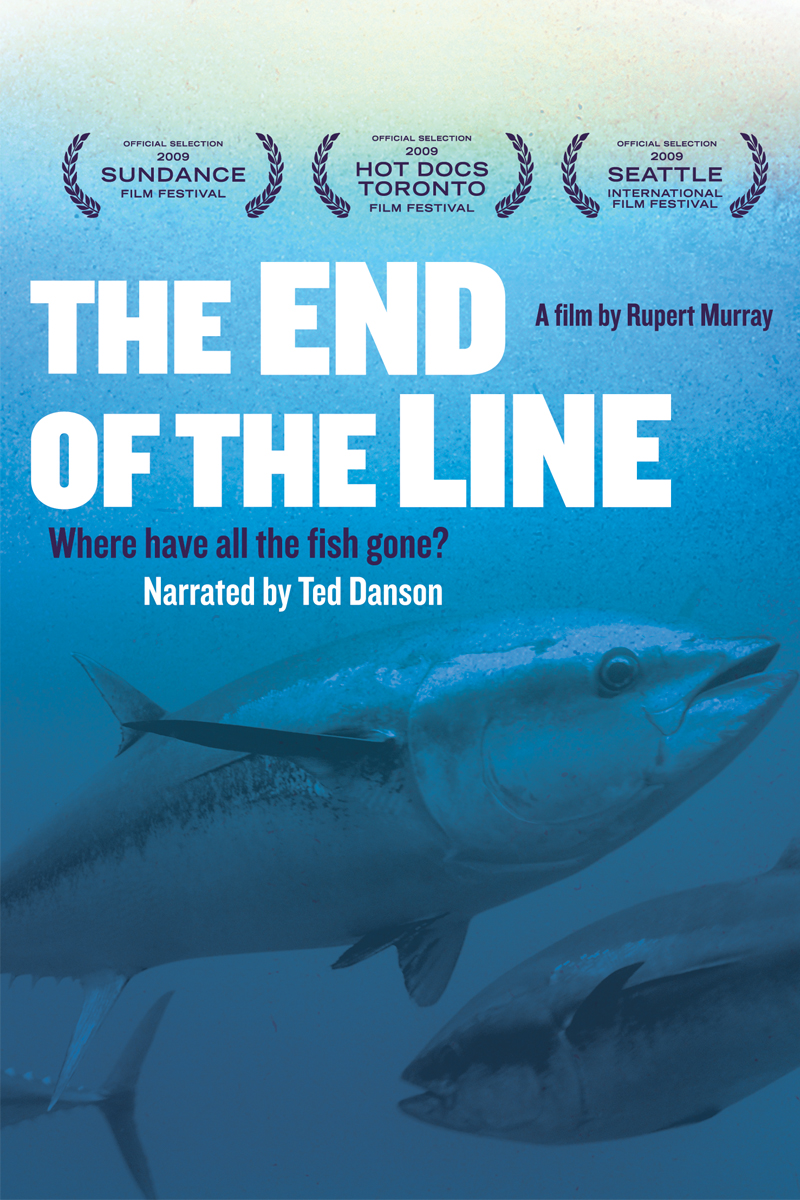 OFFICIAL SELECTION
2009
SUNDANCE
FILM FESTIVAL
OFFICIAL SELECTION
2009
HOT DOCS
TORONTO
FILM FESTIVAL
OFFICIAL SELECTION
2009
SEATTLE
INTERNATIONAL
FILM FESTIVAL
THE END
A film by Rupert Murray
OF THE LINE
Where have all the fish gone?
Narrated by Ted Danson